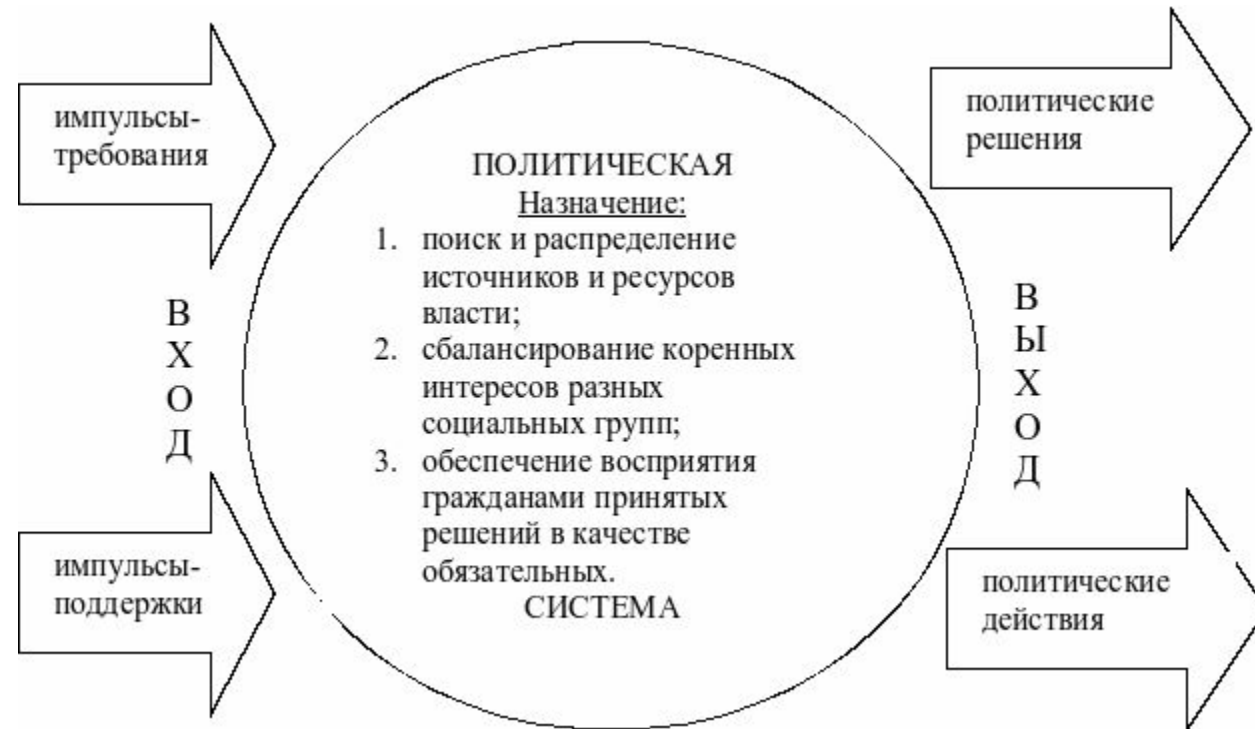 импульсы-
требования
В
Х
О
Д
импульсы-
поддержки
ПОЛИТИЧЕСКАЯ
Назначение:
1. поиск и распределение
источников и ресурсов
власти;
2. сбалансирование коренных
интересов разных
социальных групп;
3. обеспечение восприятия
гражданами принятых
решений в качестве
обязательных.
СИСТЕМА
политические
решения
В
Ы
Х
О
Д
политические
действия